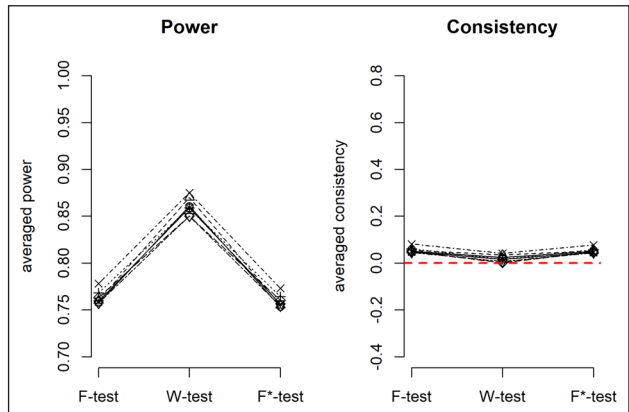 Power
averaged power
1.00
0.95
0.90
0.85
0.80
0.75
0.70
F-test W-test F*-test
Consistency
averaged consistency
0.8
0.6
0.4
0.2
0.0
-0.2
-0.4
F-test W-test F*-test